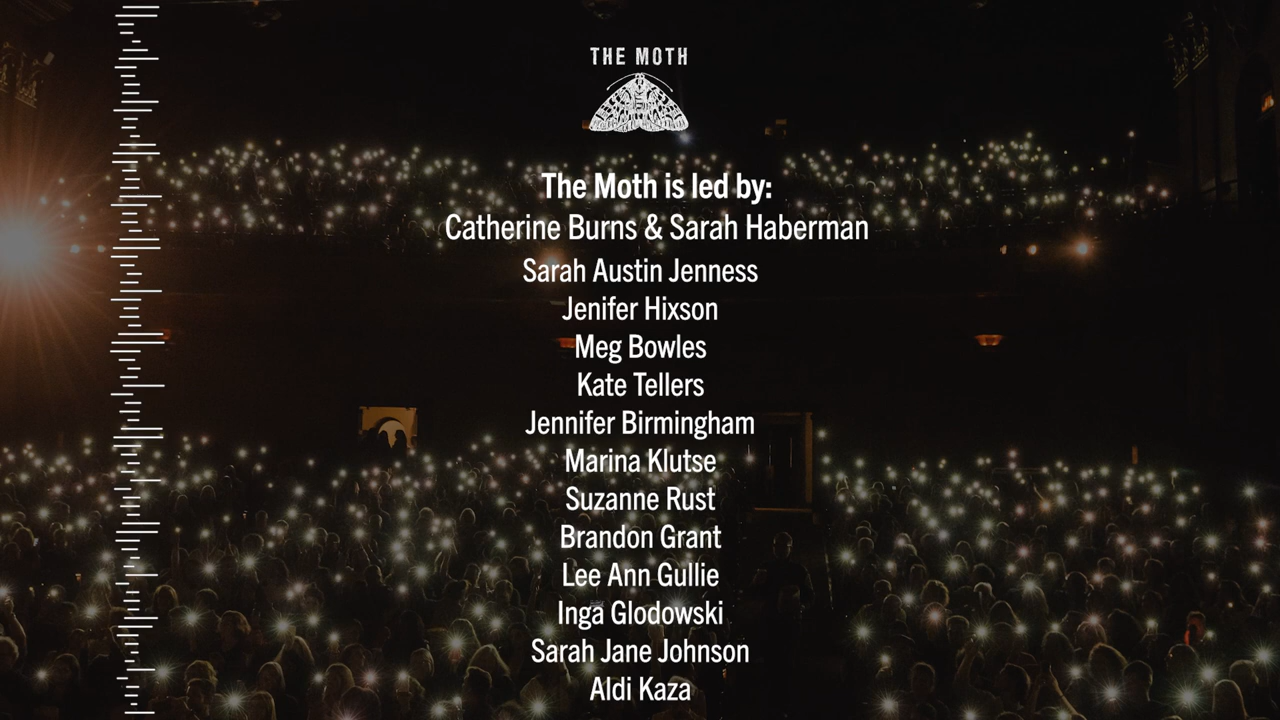 THE MOTH
The Moth is led by:
Catherine Burns & Sarah Haberman
Sarah Austin Jenness
Jenifer Hixson
Meg Bowles
Kate Tellers
Jennifer Birmingham
Marina Klutse
Suzanne Rust
Brandon Grant
Lee Ann Gullie
Inga Glodowski
Sarah Jane Johnson
Aldi Kaza